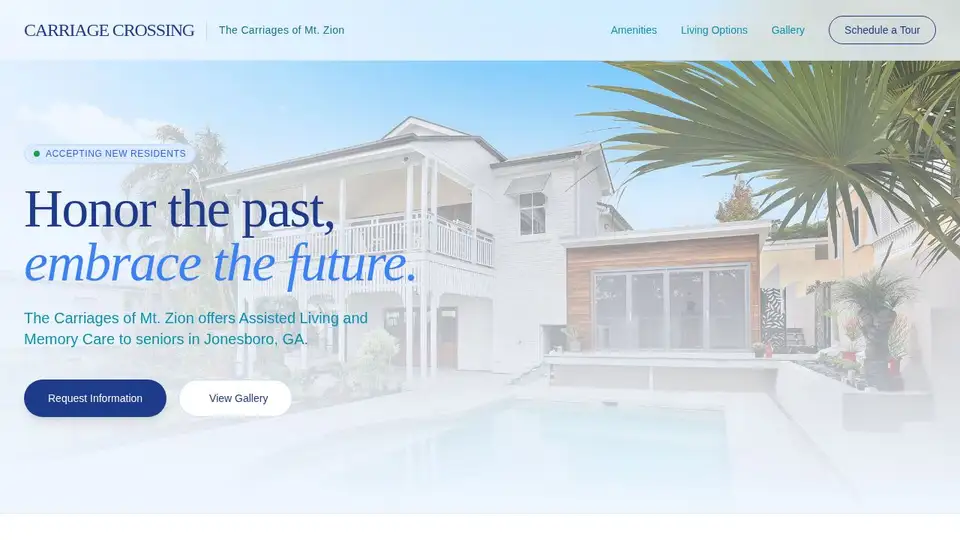 CARRIAGE CROSSING
The Carriages of Mt. Zion
Amenities
Living Options
Gallery
Schedule a Tour
ACCEPTING NEW RESIDENTS
Honor the past,
embrace the future.
The Carriages of Mt. Zion offers Assisted Living and
Memory Care to seniors in Jonesboro, GA.
Request Information
View Gallery